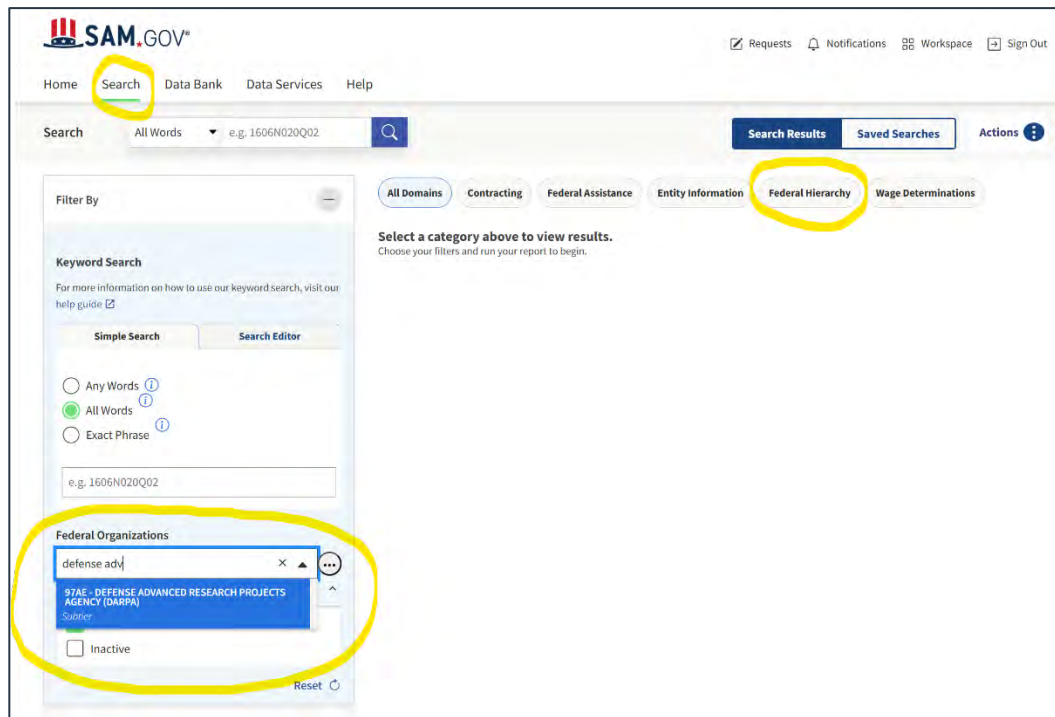 SAM.GOV®
Requests Notifications Workspace Sign Out
Home Search Data Bank Data Services Help
Search All Words e.g. 1606N020Q02 Search Results Saved Searches Actions
Filter By
All Domains Contracting Federal Assistance Entity Information Federal Hierarchy Wage Determinations
Select a category above to view results.
Choose your filters and run your report to begin.
Keyword Search
For more information on how to use our keyword search, visit our
help guide
Simple Search Search Editor
Any Words
All Words
Exact Phrase
e.g. 1606N020Q02
Federal Organizations
defense adv
97AE - DEFENSE ADVANCED RESEARCH PROJECTS
AGENCY (DARPA)
Subtier
Inactive
Reset